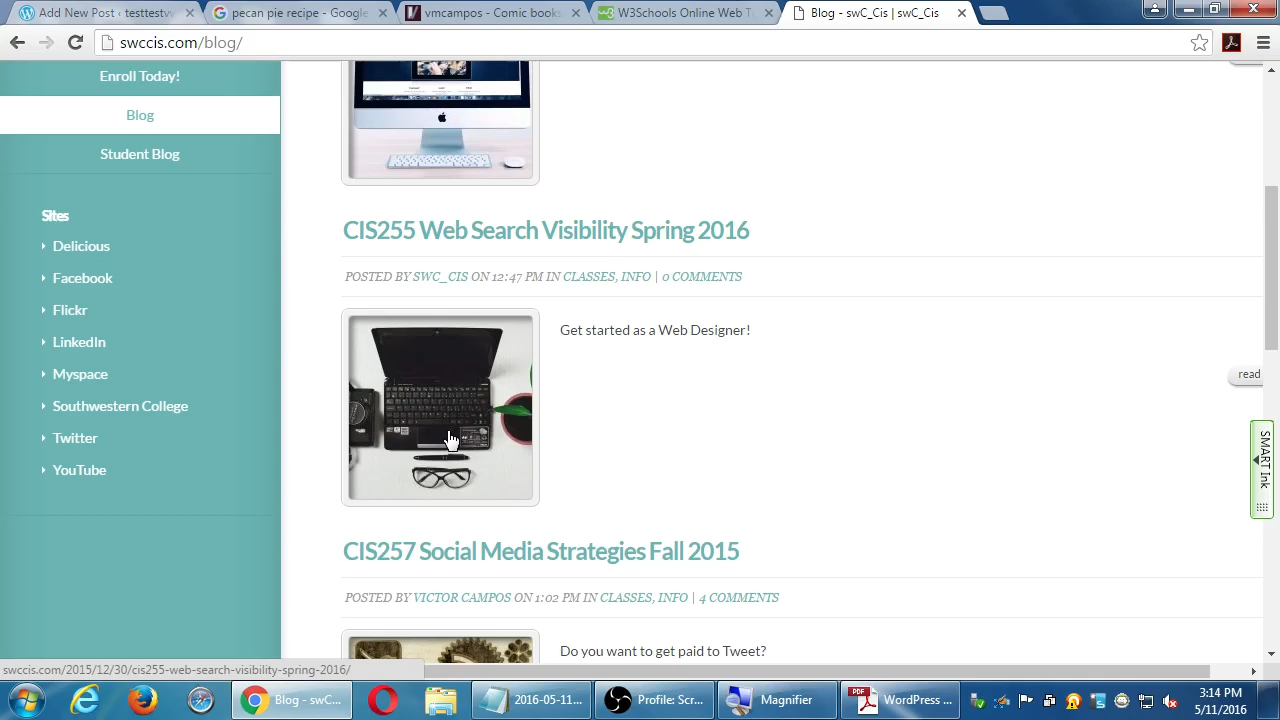 Add New Post ‹ testtestv
pecan pie recipe - Google
vmcampos - Comic books
W3Schools Online Web T
Blog - swC_Cis | swC_Cis
swccis.com/blog/
Enroll Today!
Blog
Student Blog
Sites
Delicious
Facebook
Flickr
LinkedIn
Myspace
Southwestern College
Twitter
YouTube
CIS255 Web Search Visibility Spring 2016
POSTED BY SWC_CIS ON 12:47 PM IN CLASSES, INFO | 0 COMMENTS
Get started as a Web Designer!
read
CIS257 Social Media Strategies Fall 2015
POSTED BY VICTOR CAMPOS ON 1:02 PM IN CLASSES, INFO | 4 COMMENTS
Do you want to get paid to Tweet?
SMART Ink
swccis.com/2015/12/30/cis255-web-search-visibility-spring-2016/
Blog - swC...
2016-05-11...
Profile: Scr...
Magnifier
PDF
WordPress ...
3:14 PM
5/11/2016